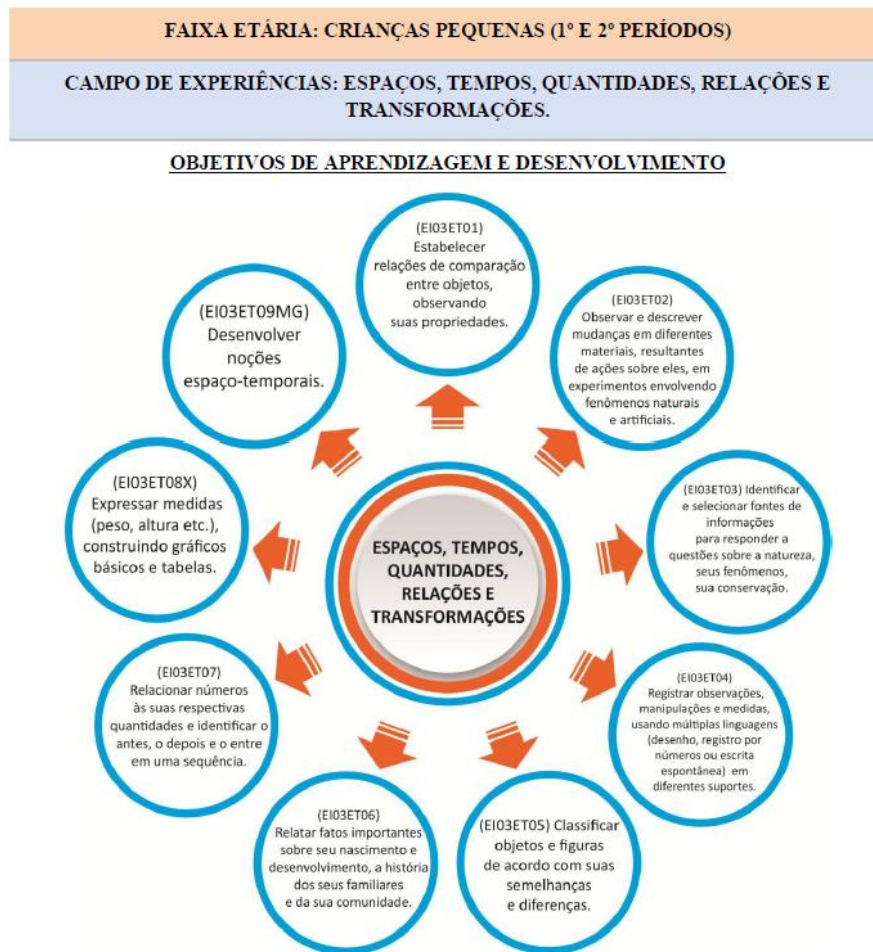 FAIXA ETÁRIA: CRIANÇAS PEQUENAS (1º E 2º PERÍODOS)
CAMPO DE EXPERIÊNCIAS: ESPAÇOS, TEMPOS, QUANTIDADES, RELAÇÕES E
TRANSFORMAÇÕES.
OBJETIVOS DE APRENDIZAGEM E DESENVOLVIMENTO
(EI03ET01)
Estabelecer
relações de comparação
entre objetos,
observando
suas propriedades.
(EI03ET02)
Observar e descrever
mudanças em diferentes
materiais, resultantes
de ações sobre eles, em
experimentos envolvendo
fenômenos naturais
e artificiais.
(EI03ET03) Identificar
e selecionar fontes de
informações
para responder a
questões sobre a natureza,
seus fenômenos,
sua conservação.
(EI03ET04)
Registrar observações,
manipulações e medidas,
usando múltiplas linguagens
(desenho, registro por
números ou escrita
espontânea) em
diferentes suportes.
(EI03ET05) Classificar
objetos e figuras
de acordo com suas
semelhanças
e diferenças.
(EI03ET06)
Relatar fatos importantes
sobre seu nascimento e
desenvolvimento, a história
dos seus familiares
e da sua comunidade.
(EI03ET07)
Relacionar números
às suas respectivas
quantidades e identificar o
antes, o depois e o entre
em uma sequência.
(EI03ET08X)
Expressar medidas
(peso, altura etc.),
construindo gráficos
básicos e tabelas.
(EI03ET09MG)
Desenvolver
noções
espaço-temporais.
ESPAÇOS, TEMPOS,
QUANTIDADES,
RELAÇÕES E
TRANSFORMAÇÕES